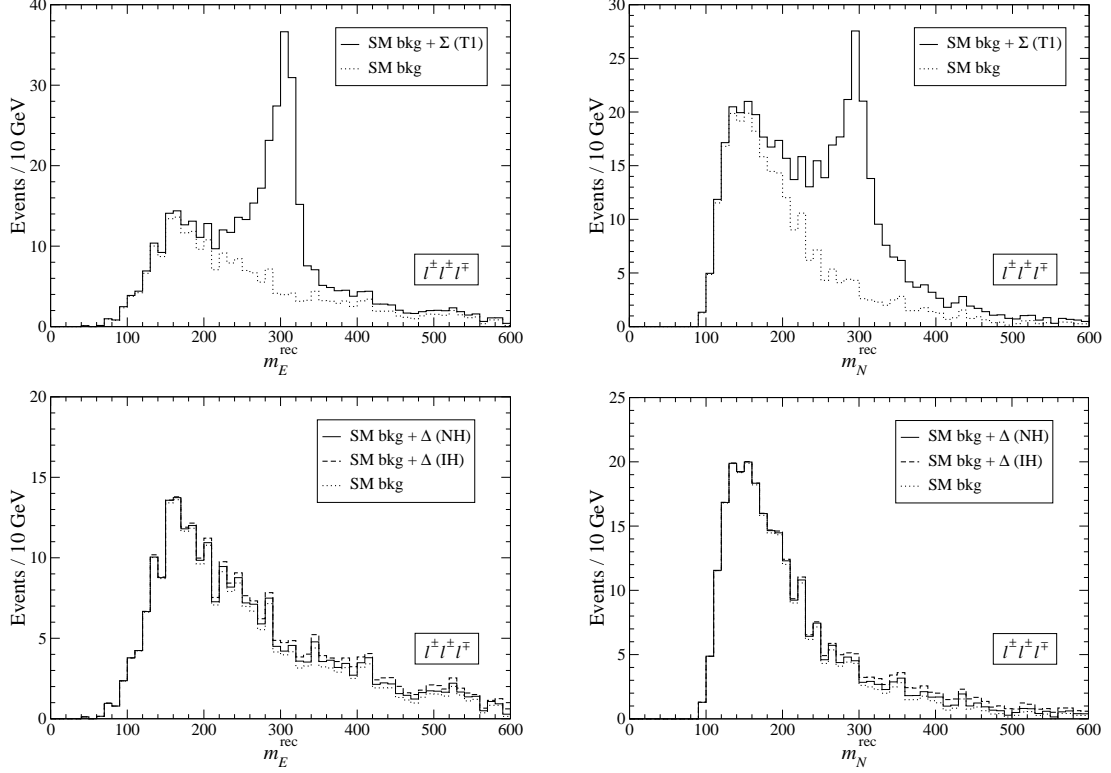 40
30
20
10
0
Events / 10 GeV
SM bkg + Σ (T1)
SM bkg
l± l± l∓
0 100 200 300 400 500 600
m_E^rec
30
25
20
15
10
5
0
Events / 10 GeV
SM bkg + Σ (T1)
SM bkg
l± l± l∓
0 100 200 300 400 500 600
m_N^rec
20
15
10
5
0
Events / 10 GeV
SM bkg + Δ (NH)
SM bkg + Δ (IH)
SM bkg
l± l± l∓
0 100 200 300 400 500 600
m_E^rec
25
20
15
10
5
0
Events / 10 GeV
SM bkg + Δ (NH)
SM bkg + Δ (IH)
SM bkg
l± l± l∓
0 100 200 300 400 500 600
m_N^rec